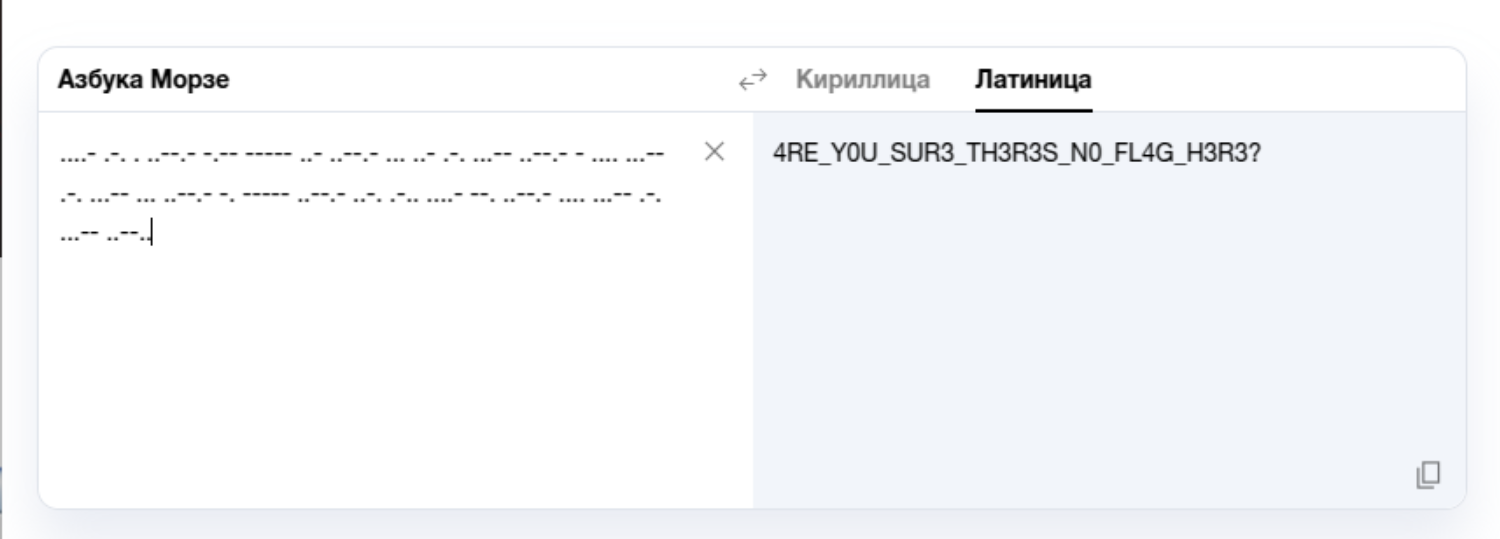 Азбука Морзе
Кириллица
Латиница
....- .-. . ..--.- -.-- ----- ..- ..--.- ... ..- .-. ...-- ..--.- - .... ...--
.-. ...-- ... ..--.- -. ----- ..--.- ..-. .-.. ....- --. ..--.- .... ...-- .-.
...-- ..--..
4RE_Y0U_SUR3_TH3R3S_N0_FL4G_H3R3?